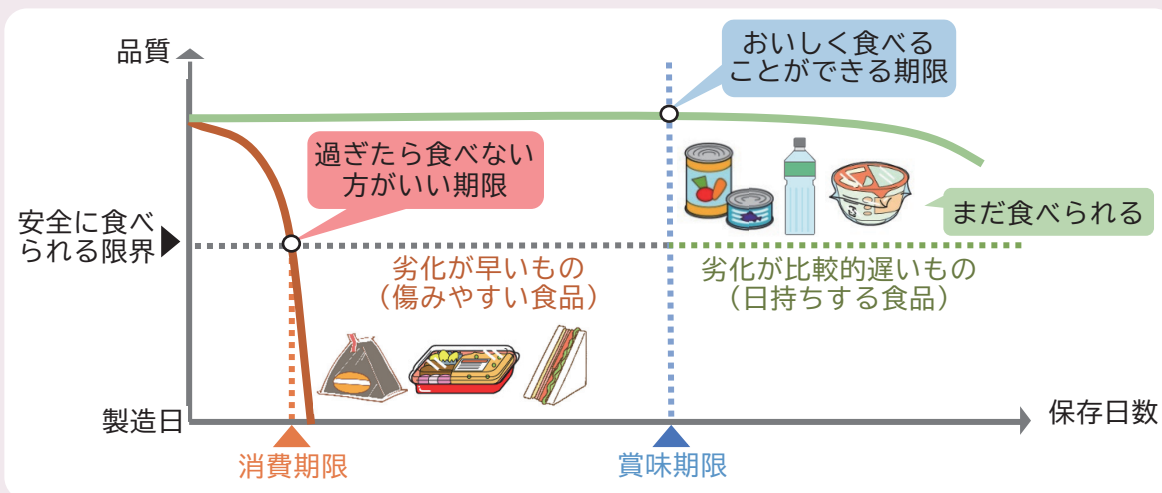 品質
おいしく食べる
ことができる期限
過ぎたら食べない
方がいい期限
まだ食べられる
安全に食べ
られる限界
劣化が早いもの
（傷みやすい食品）
劣化が比較的遅いもの
（日持ちする食品）
製造日
保存日数
消費期限
賞味期限